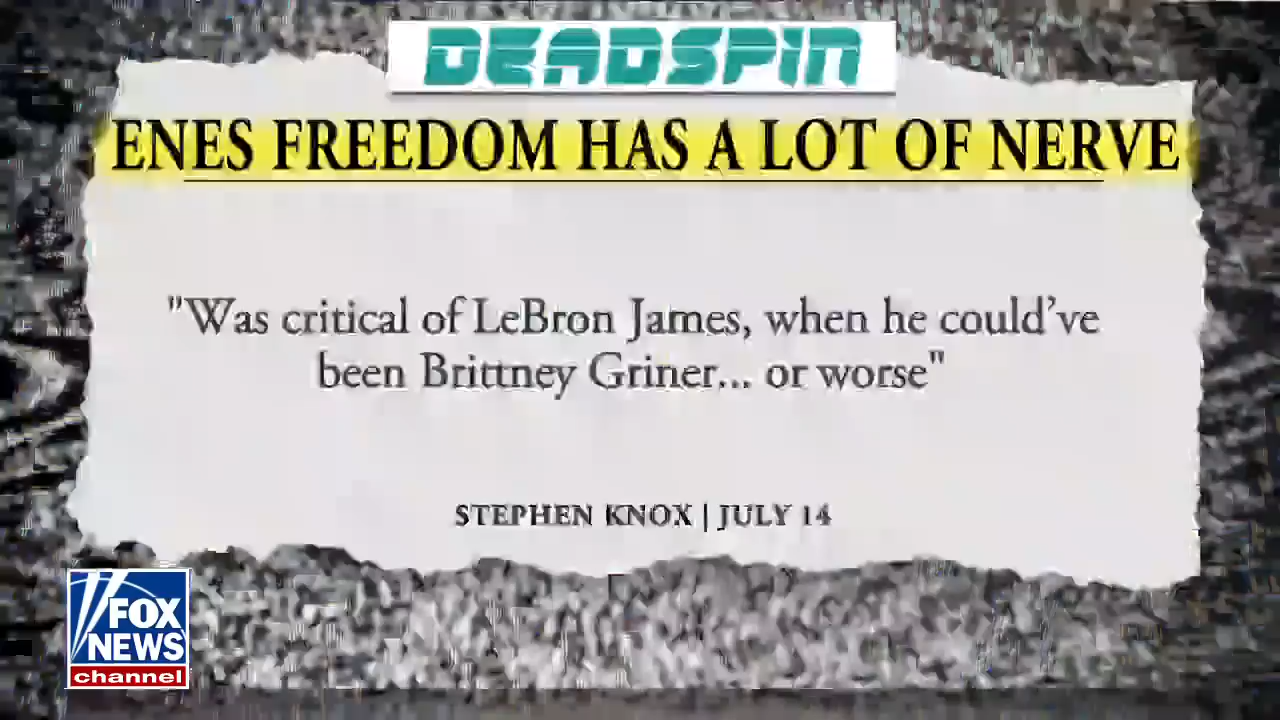 DEADSPIN
ENES FREEDOM HAS A LOT OF NERVE
"Was critical of LeBron James, when he could've
been Brittney Griner... or worse"
STEPHEN KNOX | JULY 14
FOX
NEWS
channel